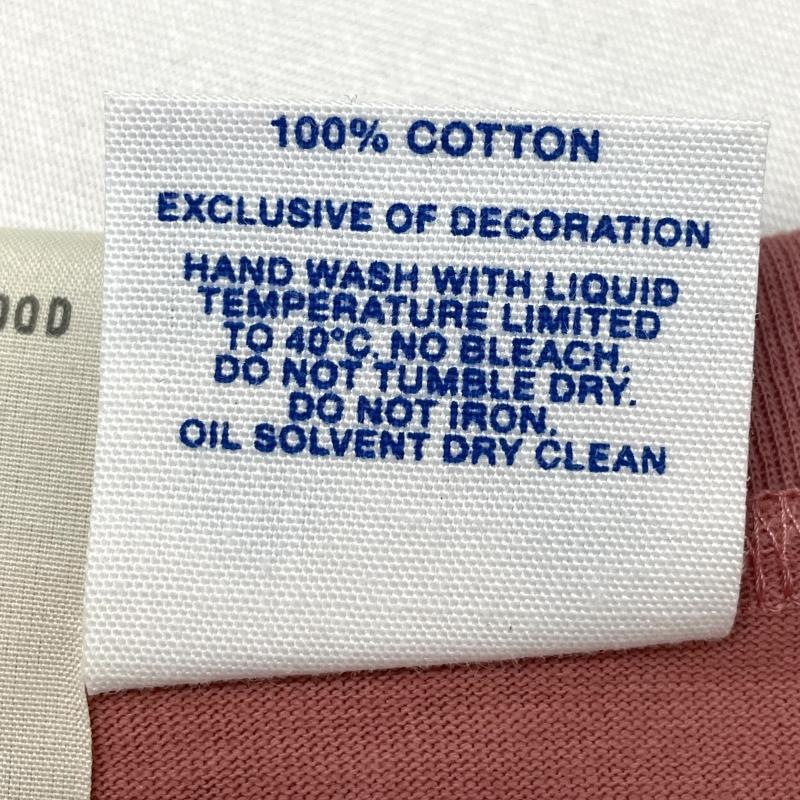 100% COTTON
EXCLUSIVE OF DECORATION
HAND WASH WITH LIQUID
TEMPERATURE LIMITED
TO 40°C. NO BLEACH.
DO NOT TUMBLE DRY.
DO NOT IRON.
OIL SOLVENT DRY CLEAN